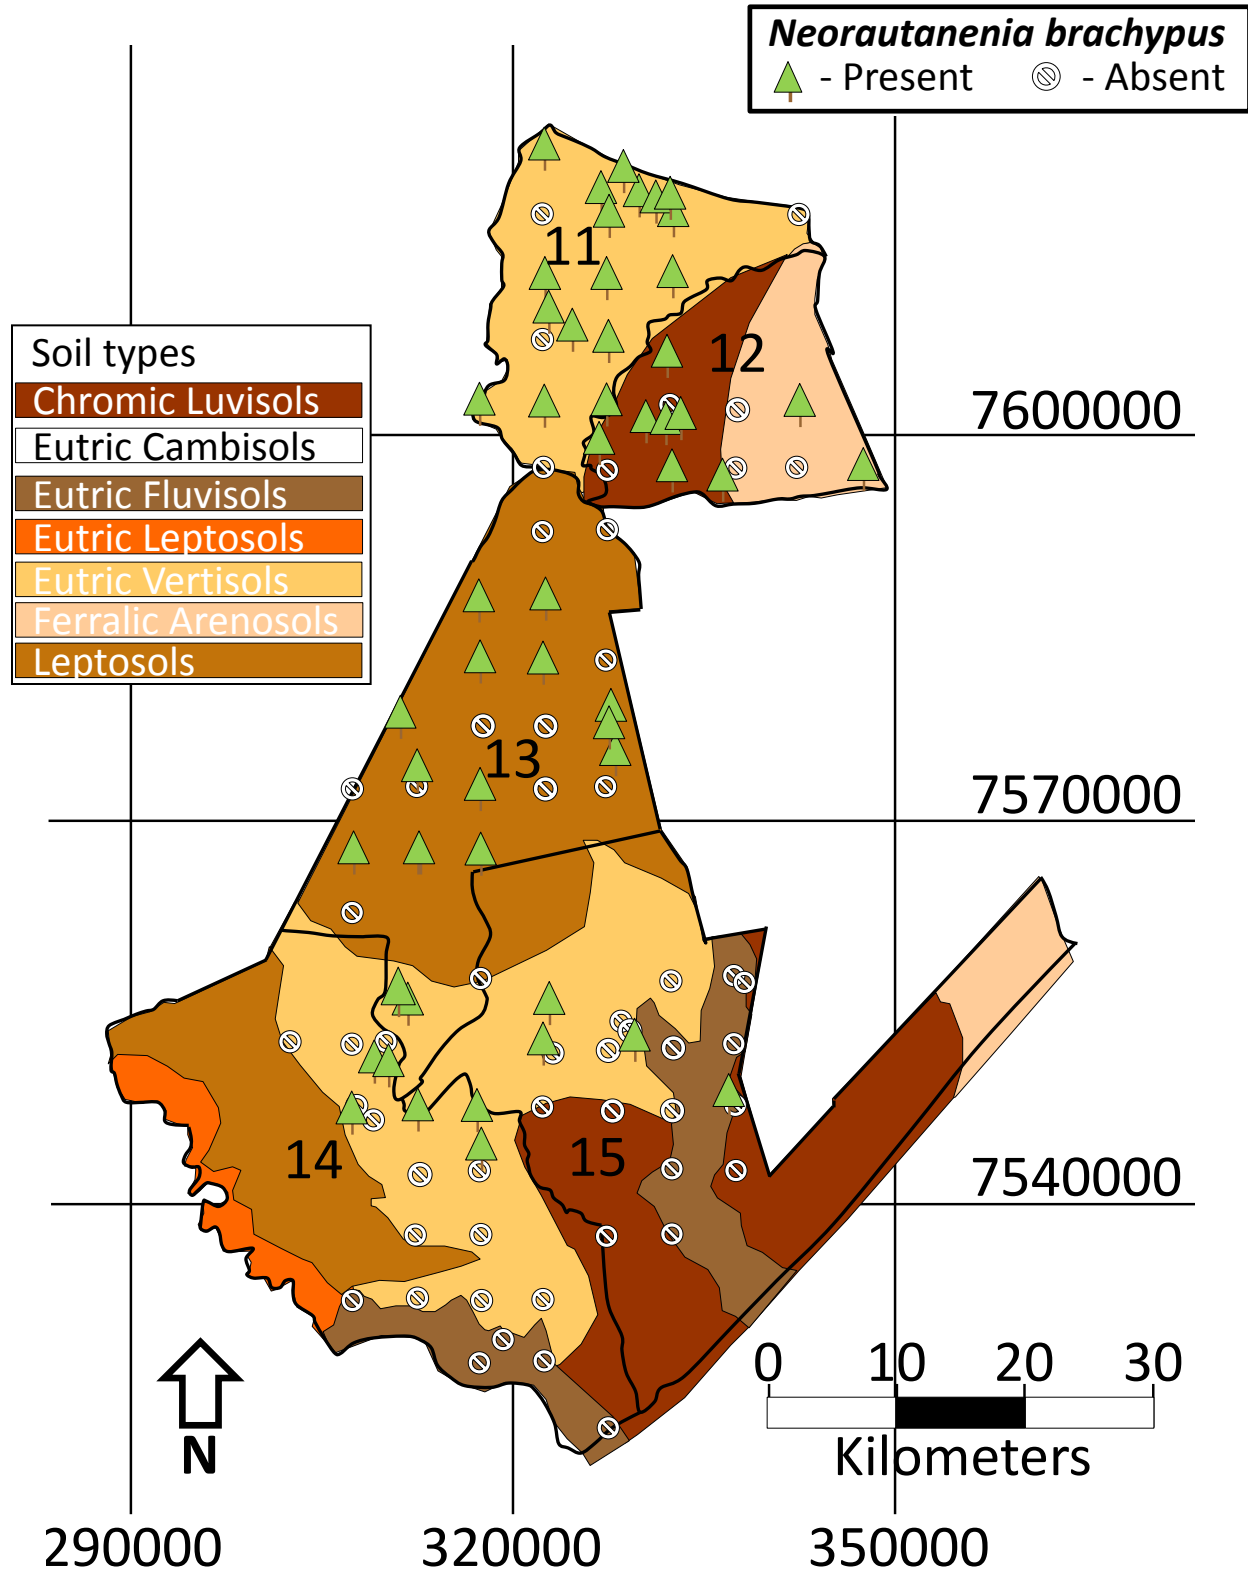 Neorautanenia brachypus
- Present - Absent
11
12
Soil types
Chromic Luvisols
Eutric Cambisols
Eutric Fluvisols
Eutric Leptosols
Eutric Vertisols
Ferralic Arenosols
Leptosols
7600000
13
7570000
14
15
7540000
0 10 20 30
Kilometers
N
290000 320000 350000